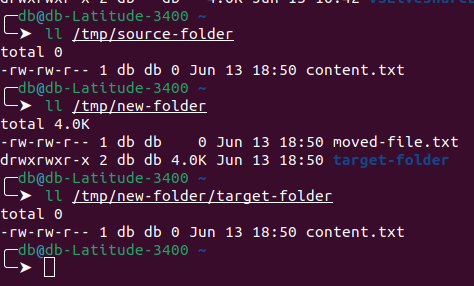 drwxrwxr-x 2 db db 4.0K Jun 13 16:42
db@db-Latitude-3400 ~
ll /tmp/source-folder
total 0
-rw-rw-r-- 1 db db 0 Jun 13 18:50 content.txt
db@db-Latitude-3400 ~
ll /tmp/new-folder
total 4.0K
-rw-rw-r-- 1 db db    0 Jun 13 18:50 moved-file.txt
drwxrwxr-x 2 db db 4.0K Jun 13 18:50 target-folder
db@db-Latitude-3400 ~
ll /tmp/new-folder/target-folder
total 0
-rw-rw-r-- 1 db db 0 Jun 13 18:50 content.txt
db@db-Latitude-3400 ~